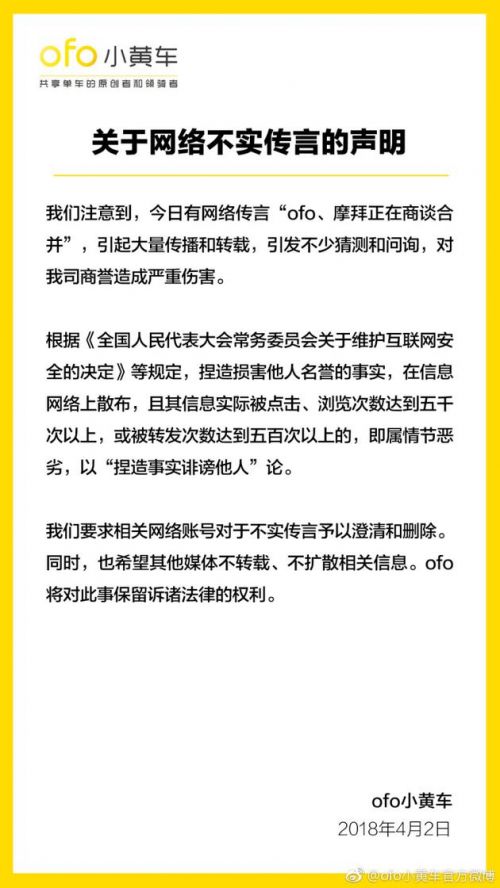 ofo 小黄车
共享单车的原创者和领骑者
关于网络不实传言的声明
我们注意到，今日有网络传言“ofo、摩拜正在商谈合
并”，引起大量传播和转载，引发不少猜测和问询，对
我司商誉造成严重伤害。
根据《全国人民代表大会常务委员会关于维护互联网安
全的决定》等规定，捏造损害他人名誉的事实，在信息
网络上散布，且其信息实际被点击、浏览次数达到五千
次以上，或被转发次数达到五百次以上的，即属情节恶
劣，以“捏造事实诽谤他人”论。
我们要求相关网络账号对于不实传言予以澄清和删除。
同时，也希望其他媒体不转载、不扩散相关信息。ofo
将对此事保留诉诸法律的权利。
ofo小黄车
2018年4月2日
@ofo小黄车官方微博